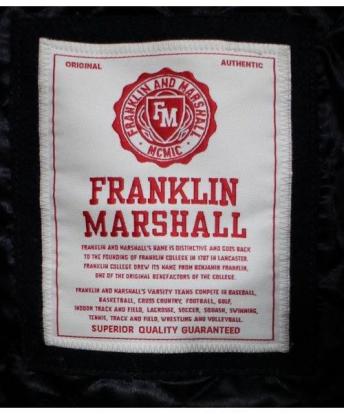 ORIGINAL AUTHENTIC
FRANKLIN AND MARSHALL
FM
MCMIC
FRANKLIN
MARSHALL
FRANKLIN AND MARSHALL'S NAME IS DISTINCTIVE AND GOES BACK
TO THE FOUNDING OF FRANKLIN COLLEGE IN 1787 IN LANCASTER.
FRANKLIN COLLEGE DREW ITS NAME FROM BENJAMIN FRANKLIN,
ONE OF THE ORIGINAL BENEFACTORS OF THE COLLEGE.
FRANKLIN AND MARSHALL'S VARSITY TEAMS COMPETE IN BASEBALL,
BASKETBALL, CROSS COUNTRY, FOOTBALL, GOLF,
INDOOR TRACK AND FIELD, LACROSSE, SOCCER, SQUASH, SWIMMING,
TENNIS, TRACK AND FIELD, WRESTLING AND VOLLEYBALL.
SUPERIOR QUALITY GUARANTEED